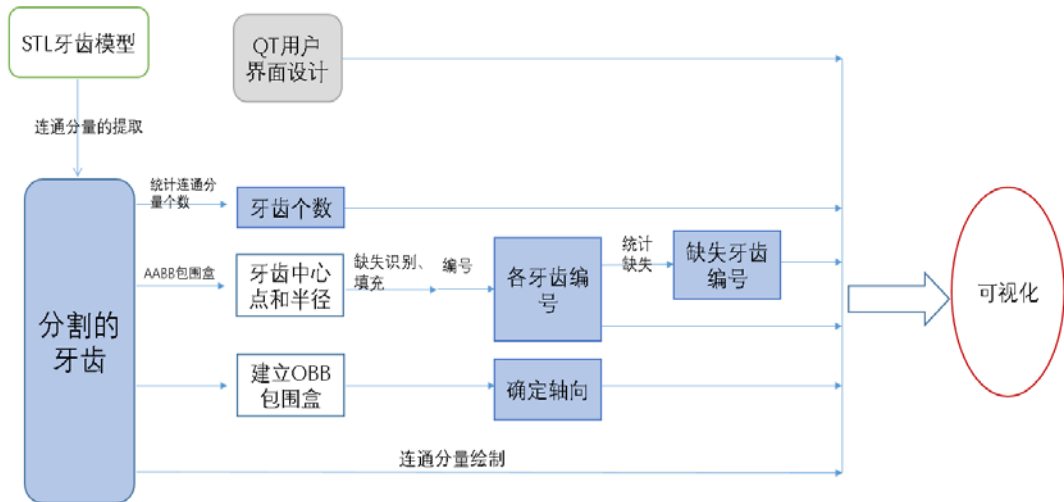 STL牙齿模型
QT用户
界面设计
连通分量的提取
统计连通分
量个数
牙齿个数
AABB包围盒
牙齿中心
点和半径
缺失识别、
填充
编号
各牙齿编
号
统计
缺失
缺失牙齿
编号
可视化
分割的
牙齿
建立OBB
包围盒
确定轴向
连通分量绘制